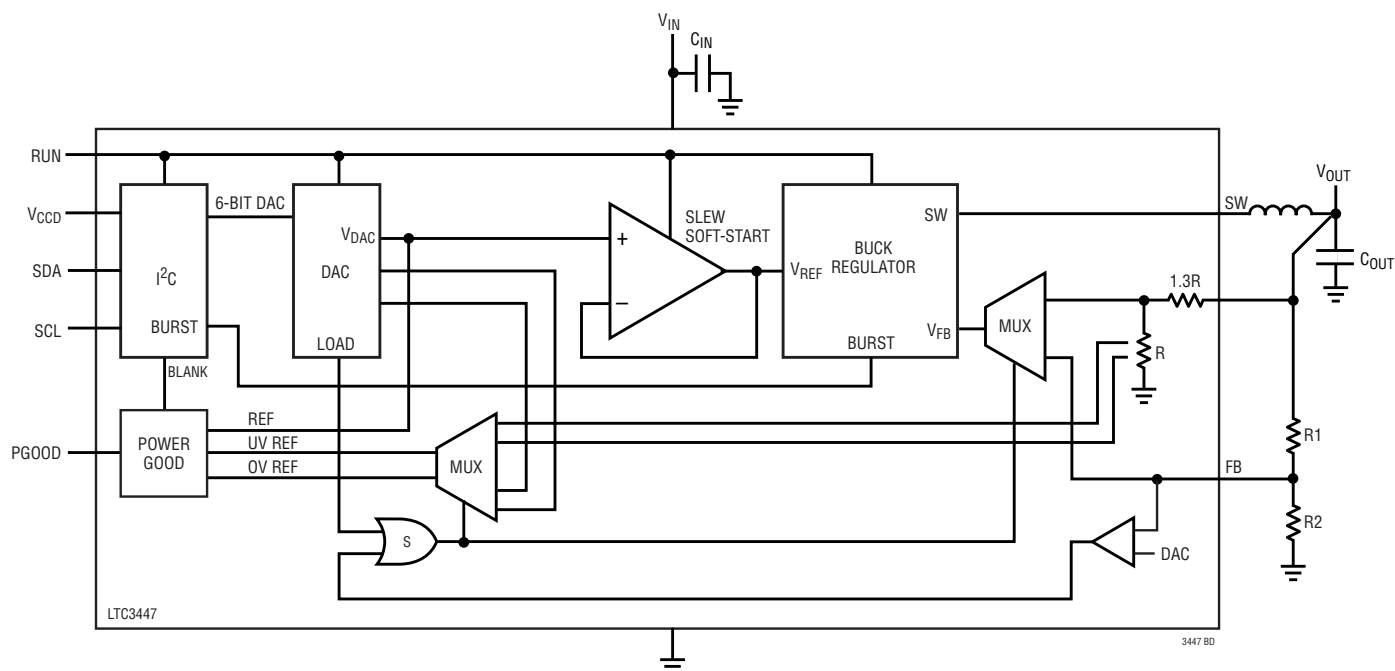 VIN
CIN
RUN
VCCD
SDA
SCL
PGOOD
I2C
BURST
6-BIT DAC
BLANK
VDAC
DAC
LOAD
SLEW
SOFT-START
+
–
VREF
BUCK
REGULATOR
SW
VFB
BURST
MUX
1.3R
R
SW
VOUT
COUT
R1
FB
R2
POWER
GOOD
REF
UV REF
OV REF
MUX
S
DAC
LTC3447
3447 BD